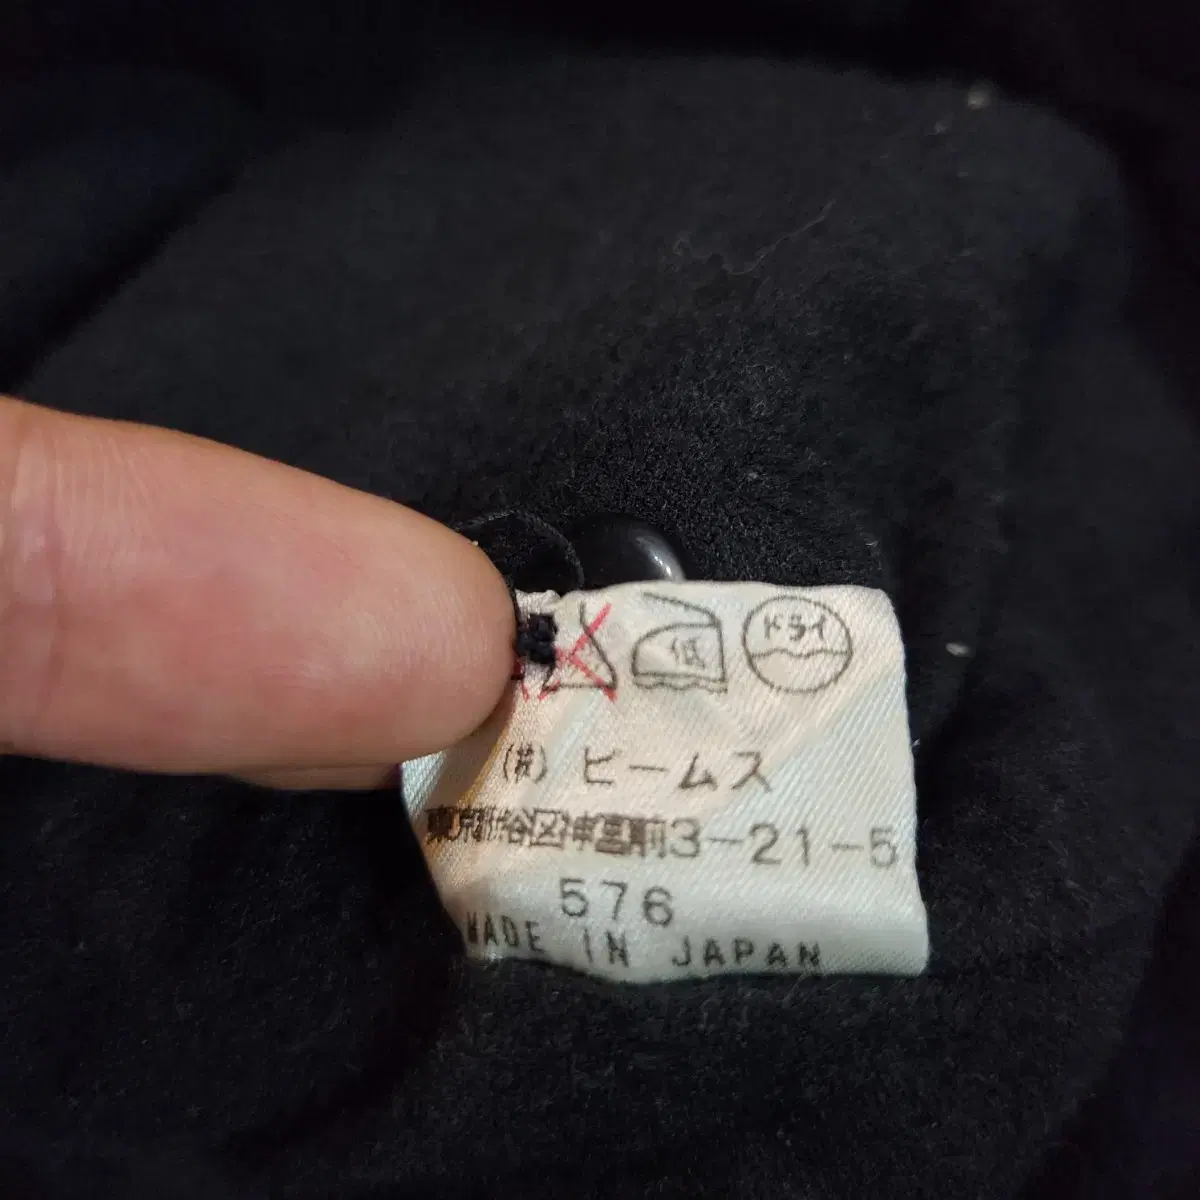 低 ドライ
(株) ビームス
東京都渋谷区神宮前3-21-5
576
MADE IN JAPAN